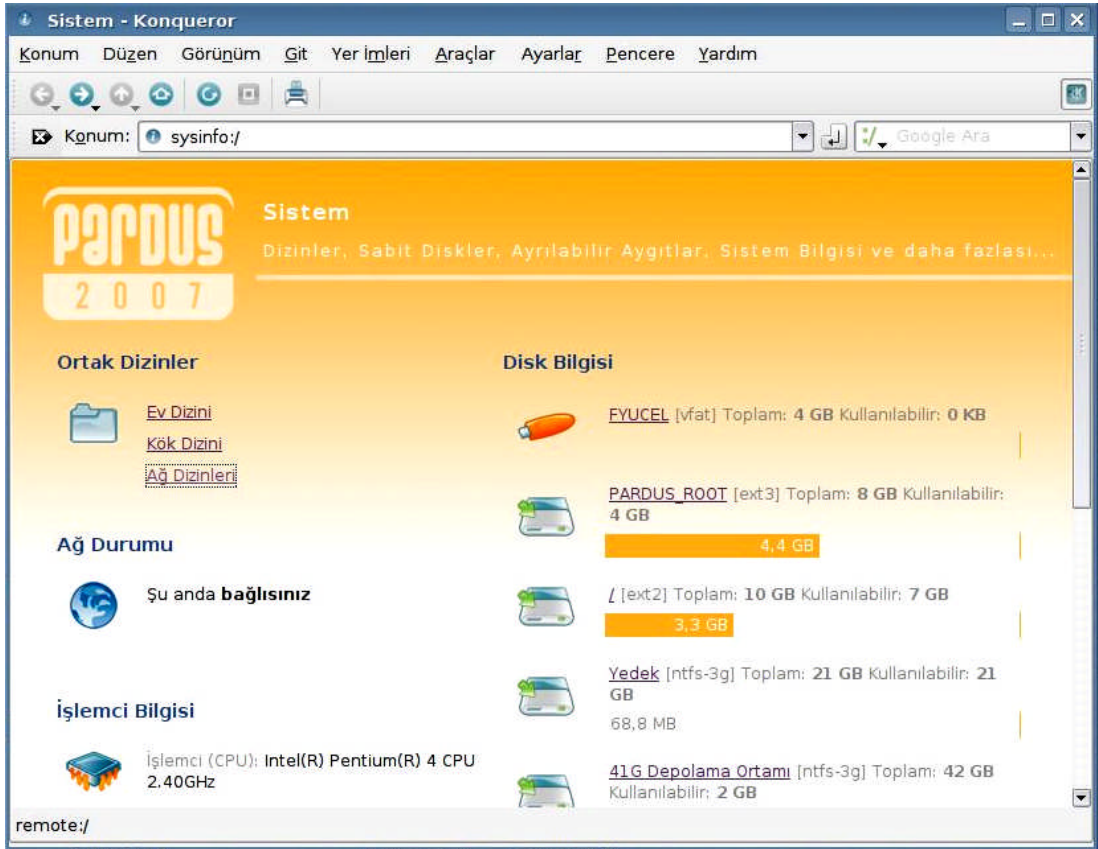 Sistem - Konqueror
Konum Düzen Görünüm Git Yer İmleri Araçlar Ayarlar Pencere Yardım
Konum: sysinfo:/ Google Ara
PARDUS
2007
Sistem
Dizinler, Sabit Diskler, Ayrılabilir Aygıtlar, Sistem Bilgisi ve daha fazlası...
Ortak Dizinler
Ev Dizini
Kök Dizini
Ağ Dizinleri
Ağ Durumu
Şu anda bağlısınız
İşlemci Bilgisi
İşlemci (CPU): Intel(R) Pentium(R) 4 CPU
2.40GHz
Disk Bilgisi
FYUCEL [vfat] Toplam: 4 GB Kullanılabilir: 0 KB
PARDUS_ROOT [ext3] Toplam: 8 GB Kullanılabilir:
4 GB
4,4 GB
/ [ext2] Toplam: 10 GB Kullanılabilir: 7 GB
3,3 GB
Yedek [ntfs-3g] Toplam: 21 GB Kullanılabilir: 21
GB
68,8 MB
41G Depolama Ortamı [ntfs-3g] Toplam: 42 GB
Kullanılabilir: 2 GB
remote:/